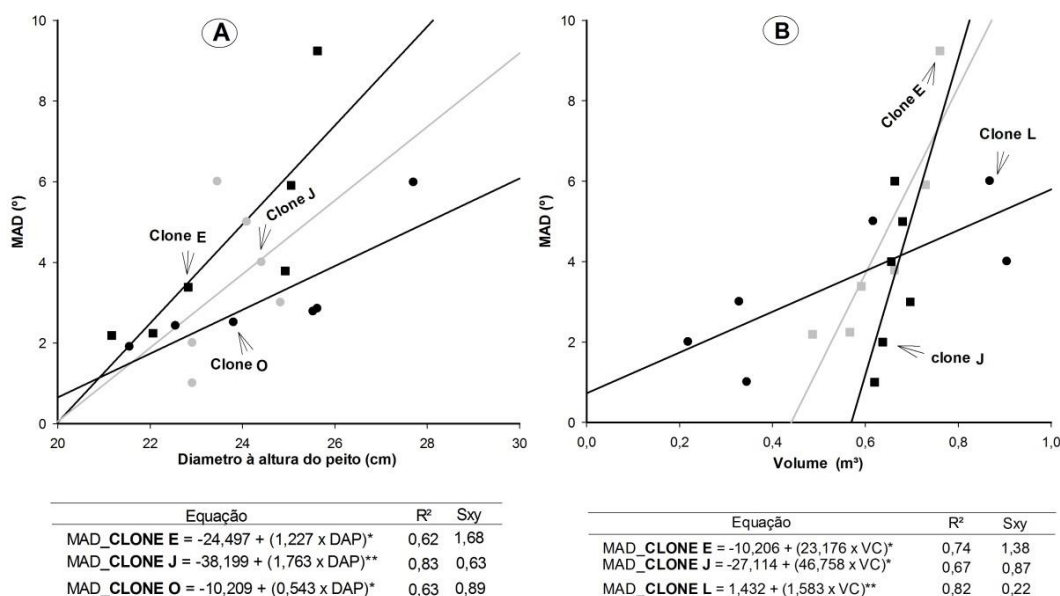 A
B
10
8
6
4
2
0
MAD (º)
Clone E
Clone J
Clone O
20
22
24
26
28
30
Diametro à altura do peito (cm)
10
8
6
4
2
0
MAD (º)
Clone E
Clone L
clone J
0,0
0,2
0,4
0,6
0,8
1,0
Volume (m³)
Equação R² Sxy
MAD_CLONE E = -24,497 + (1,227 x DAP)* 0,62 1,68
MAD_CLONE J = -38,199 + (1,763 x DAP)** 0,83 0,63
MAD_CLONE O = -10,209 + (0,543 x DAP)* 0,63 0,89
Equação R² Sxy
MAD_CLONE E = -10,206 + (23,176 x VC)* 0,74 1,38
MAD_CLONE J = -27,114 + (46,758 x VC)* 0,67 0,87
MAD_CLONE L = 1,432 + (1,583 x VC)** 0,82 0,22